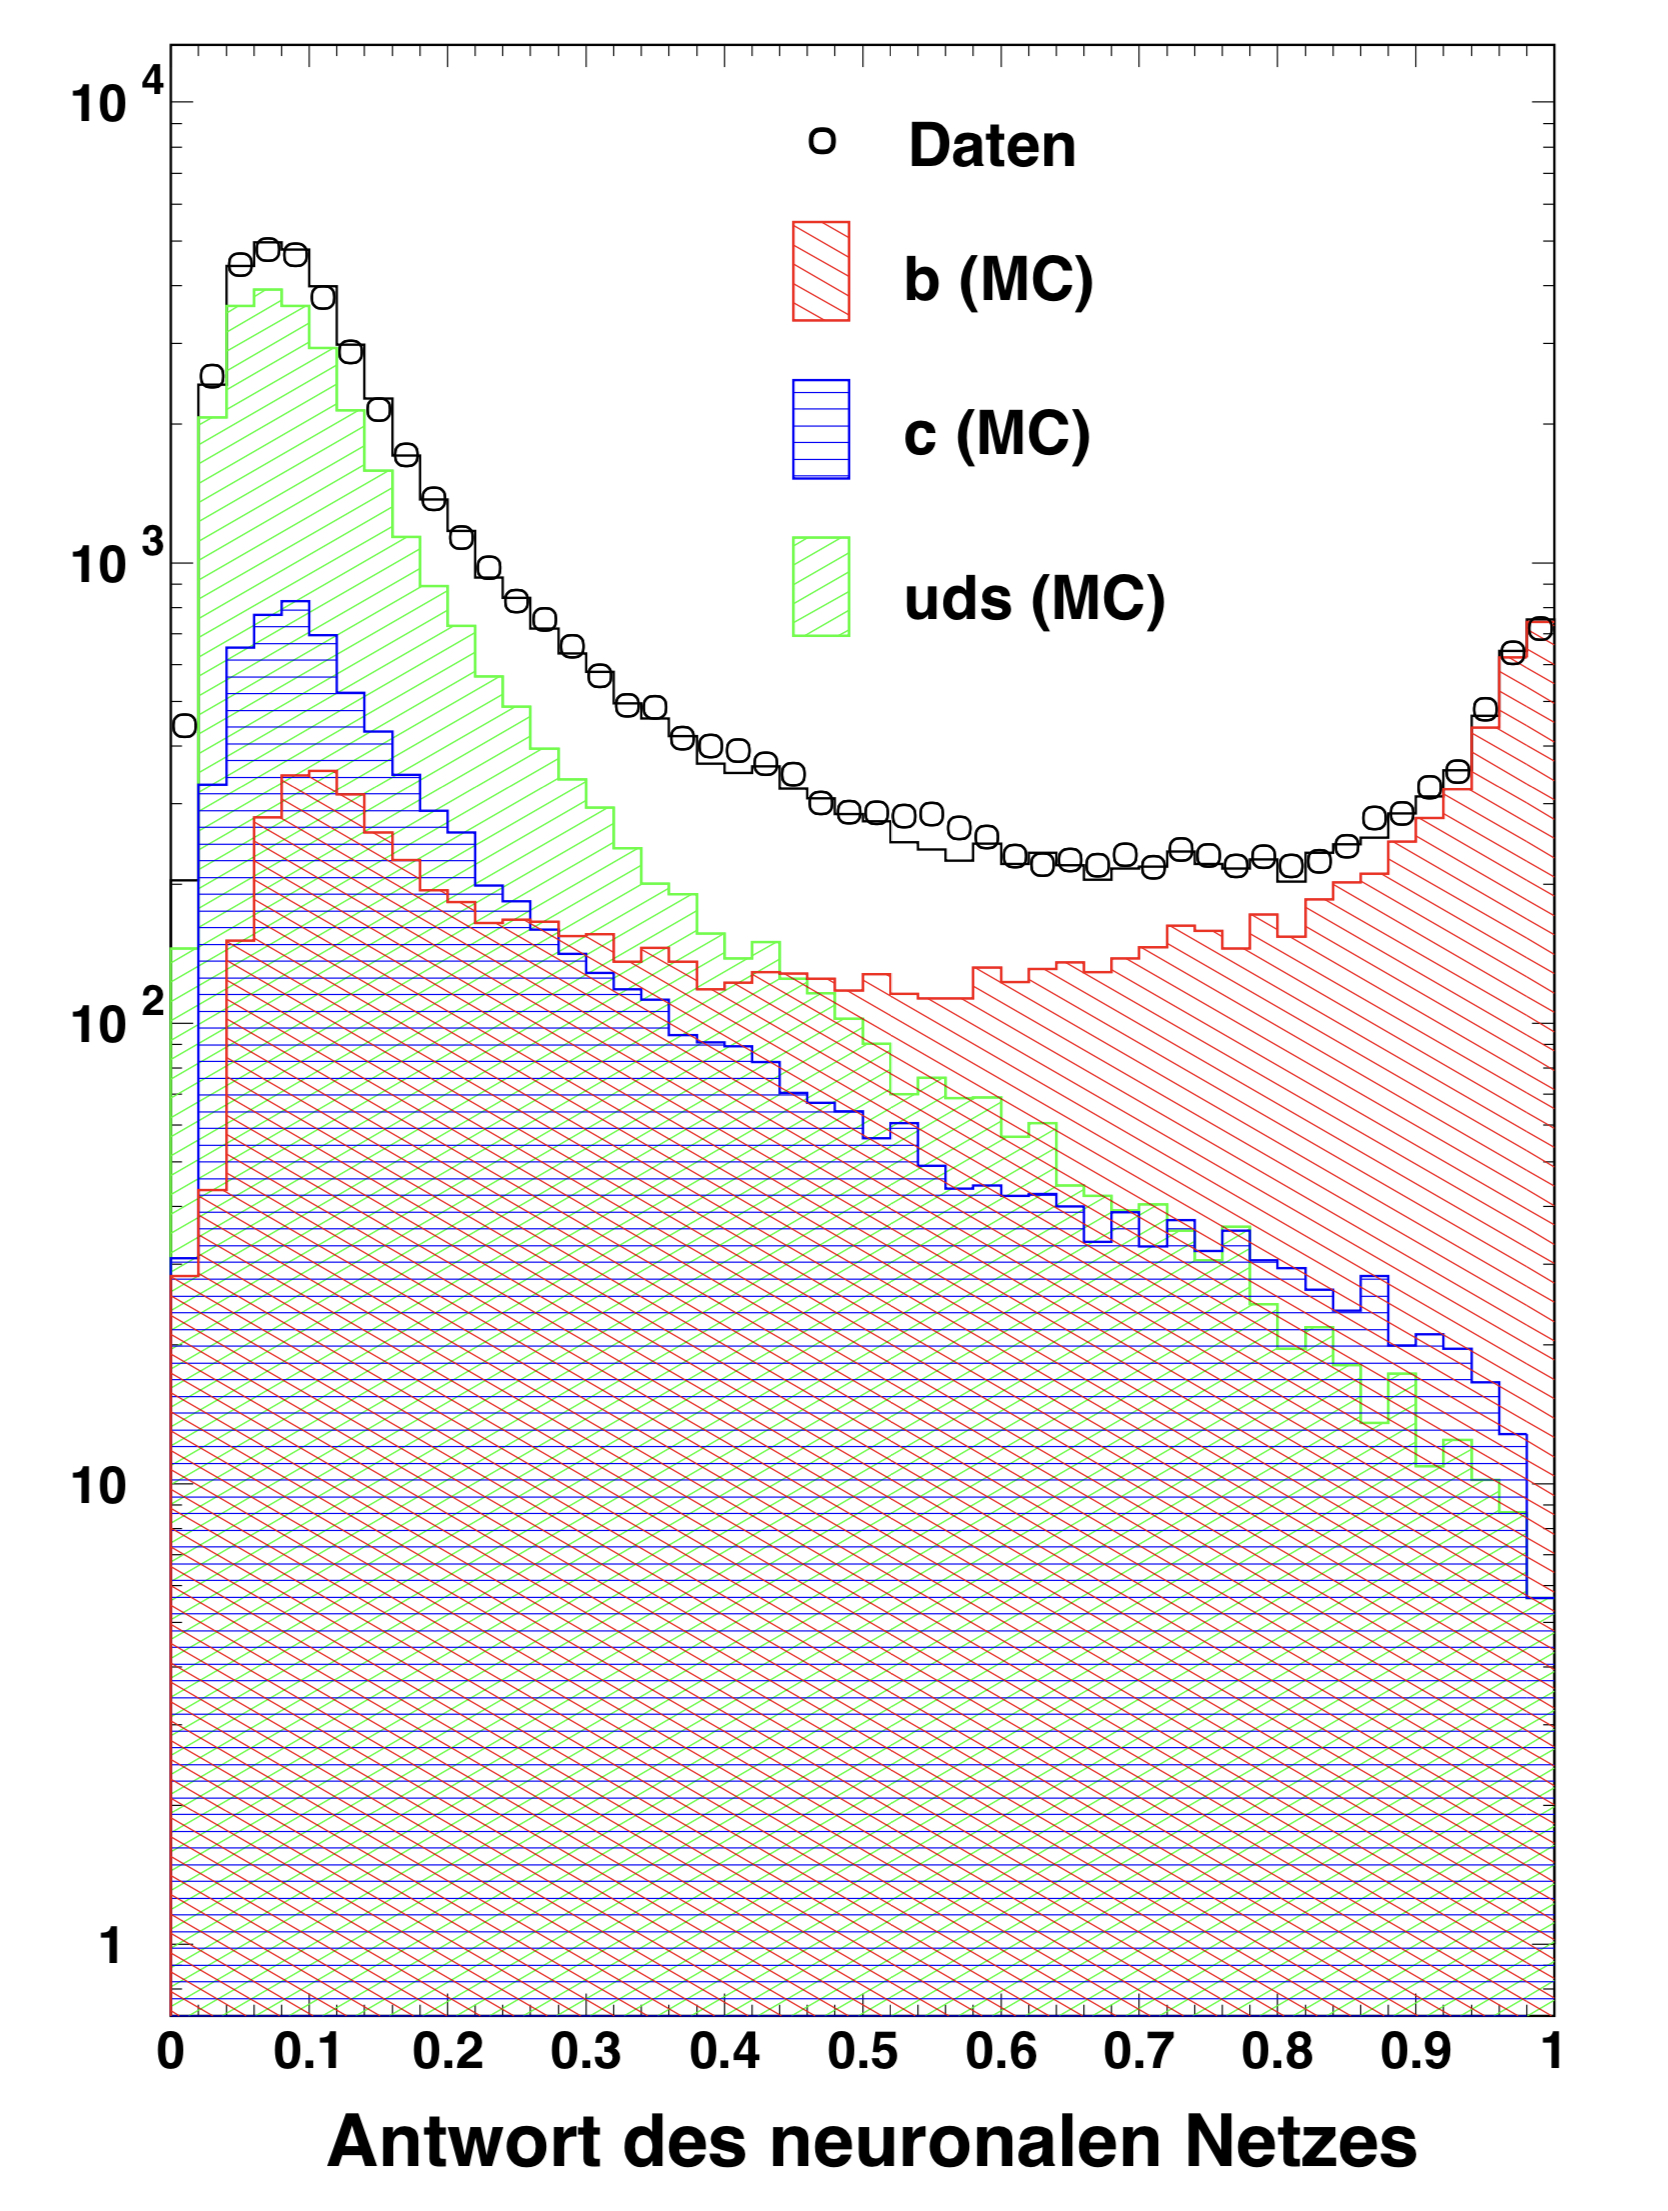 10 4
Daten
b (MC)
c (MC)
10 3
uds (MC)
10 2
10
1
0 0.1 0.2 0.3 0.4 0.5 0.6 0.7 0.8 0.9 1
Antwort des neuronalen Netzes